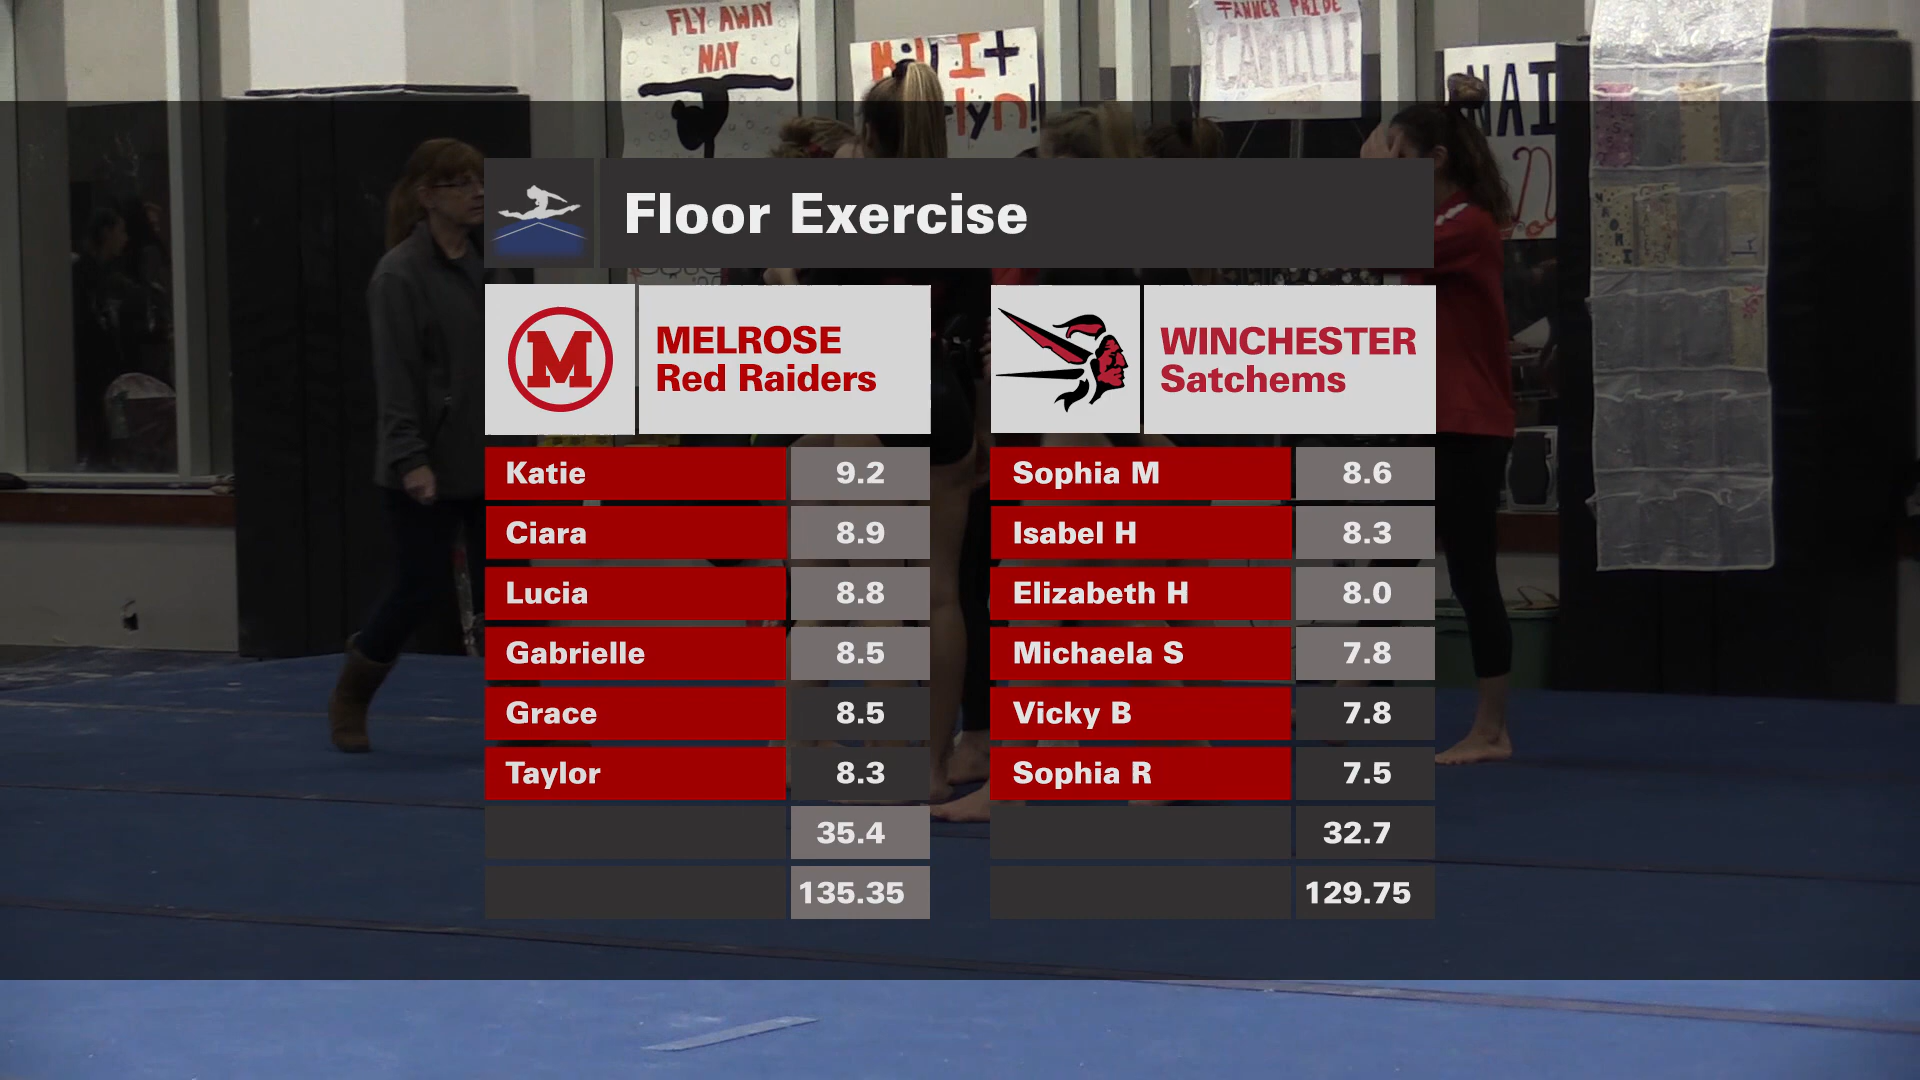 FLY AWAY
NAY
TANNER PRIDE
CAMILLE
NAI
Floor Exercise
M
MELROSE
Red Raiders
WINCHESTER
Satchems
Katie 9.2
Sophia M 8.6
Ciara 8.9
Isabel H 8.3
Lucia 8.8
Elizabeth H 8.0
Gabrielle 8.5
Michaela S 7.8
Grace 8.5
Vicky B 7.8
Taylor 8.3
Sophia R 7.5
35.4
32.7
135.35
129.75